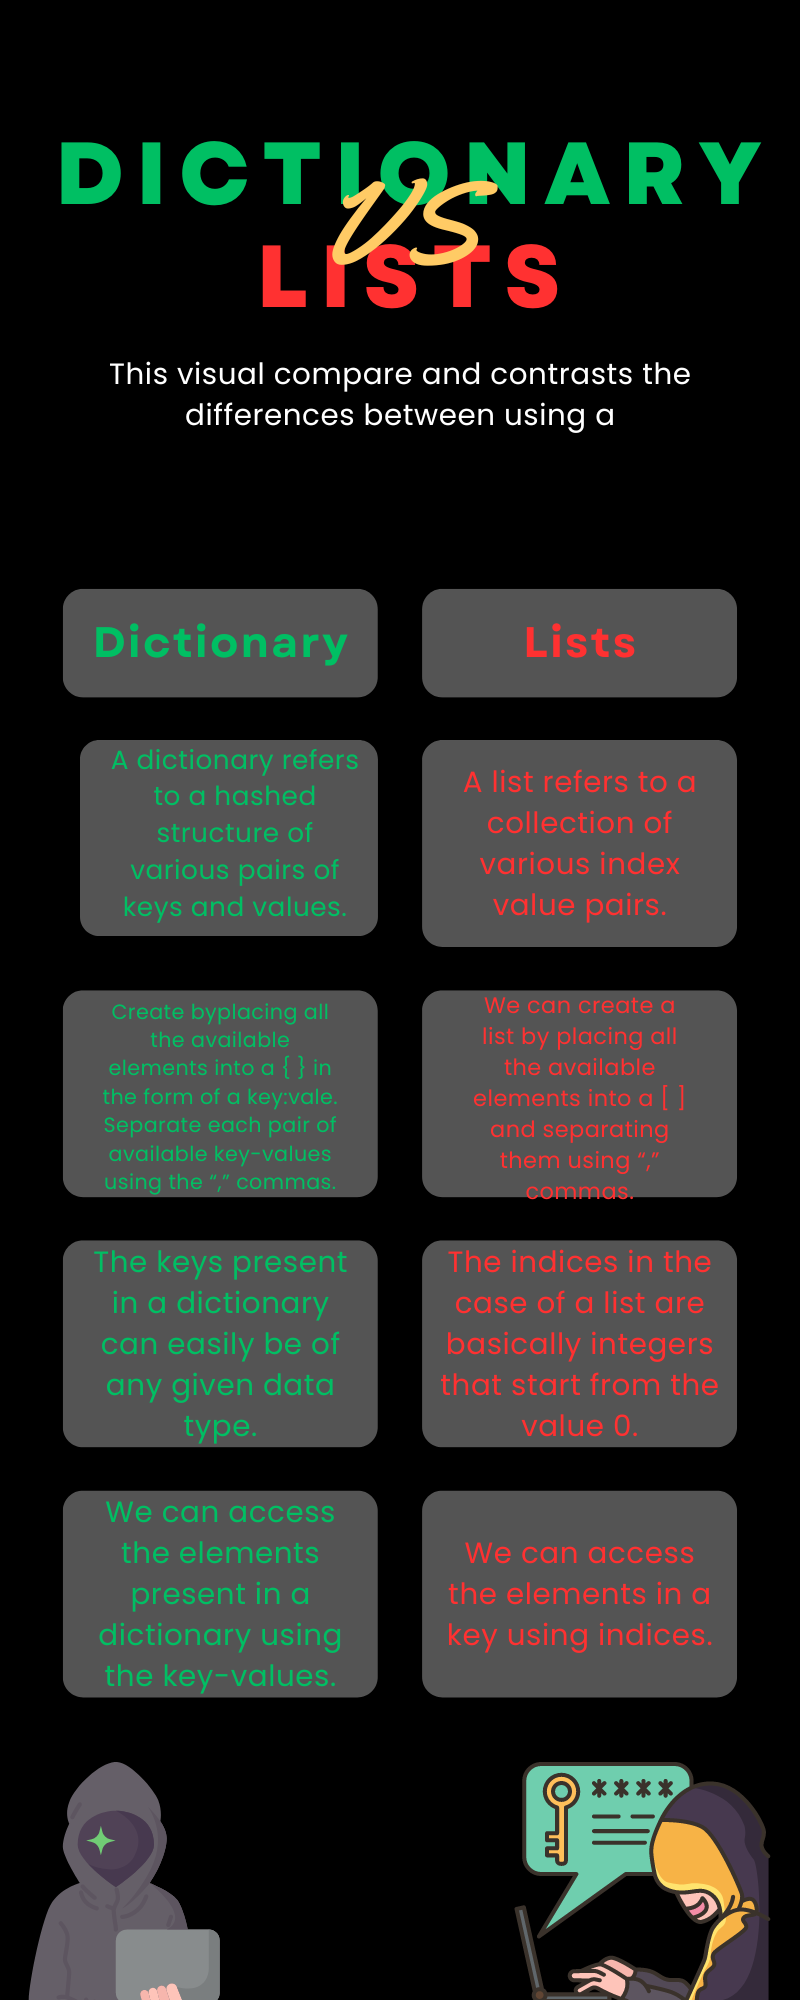 DICTIONARY
VS
LISTS
This visual compare and contrasts the
differences between using a
Dictionary
Lists
A dictionary refers
to a hashed
structure of
various pairs of
keys and values.
A list refers to a
collection of
various index
value pairs.
Create byplacing all
the available
elements into a { } in
the form of a key:vale.
Separate each pair of
available key-values
using the “,” commas.
We can create a
list by placing all
the available
elements into a [ ]
and separating
them using “,”
commas.
The keys present
in a dictionary
can easily be of
any given data
type.
The indices in the
case of a list are
basically integers
that start from the
value 0.
We can access
the elements
present in a
dictionary using
the key-values.
We can access
the elements in a
key using indices.
****